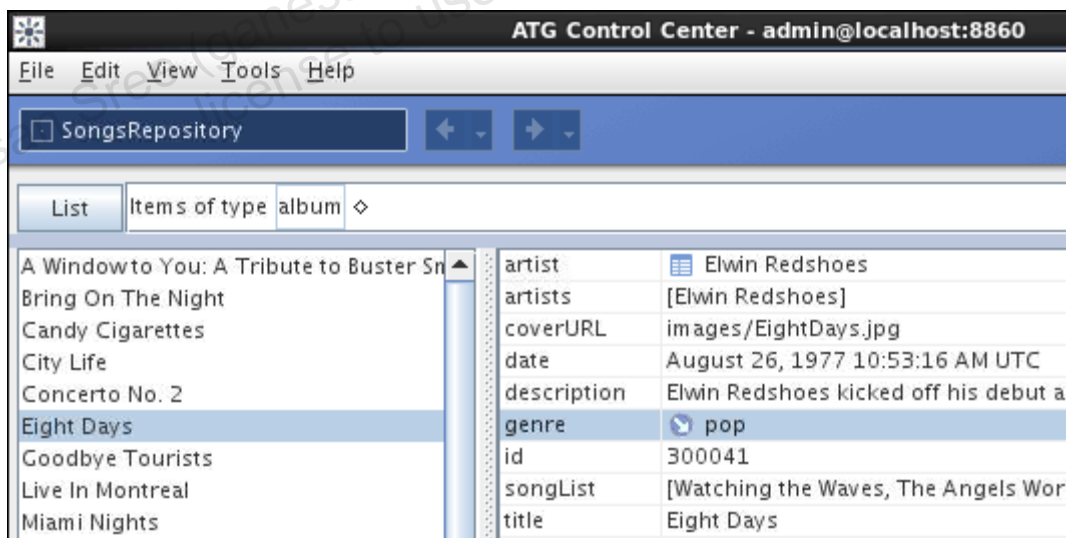 ATG Control Center - admin@localhost:8860
File Edit View Tools Help
SongsRepository
List Items of type album
A Window to You: A Tribute to Buster
Bring On The Night
Candy Cigarettes
City Life
Concerto No. 2
Eight Days
Goodbye Tourists
Live In Montreal
Miami Nights
artist Elwin Redshoes
artists [Elwin Redshoes]
coverURL images/EightDays.jpg
date August 26, 1977 10:53:16 AM UTC
description Elwin Redshoes kicked off his debut a
genre pop
id 300041
songList [Watching the Waves, The Angels Wor
title Eight Days
license to use